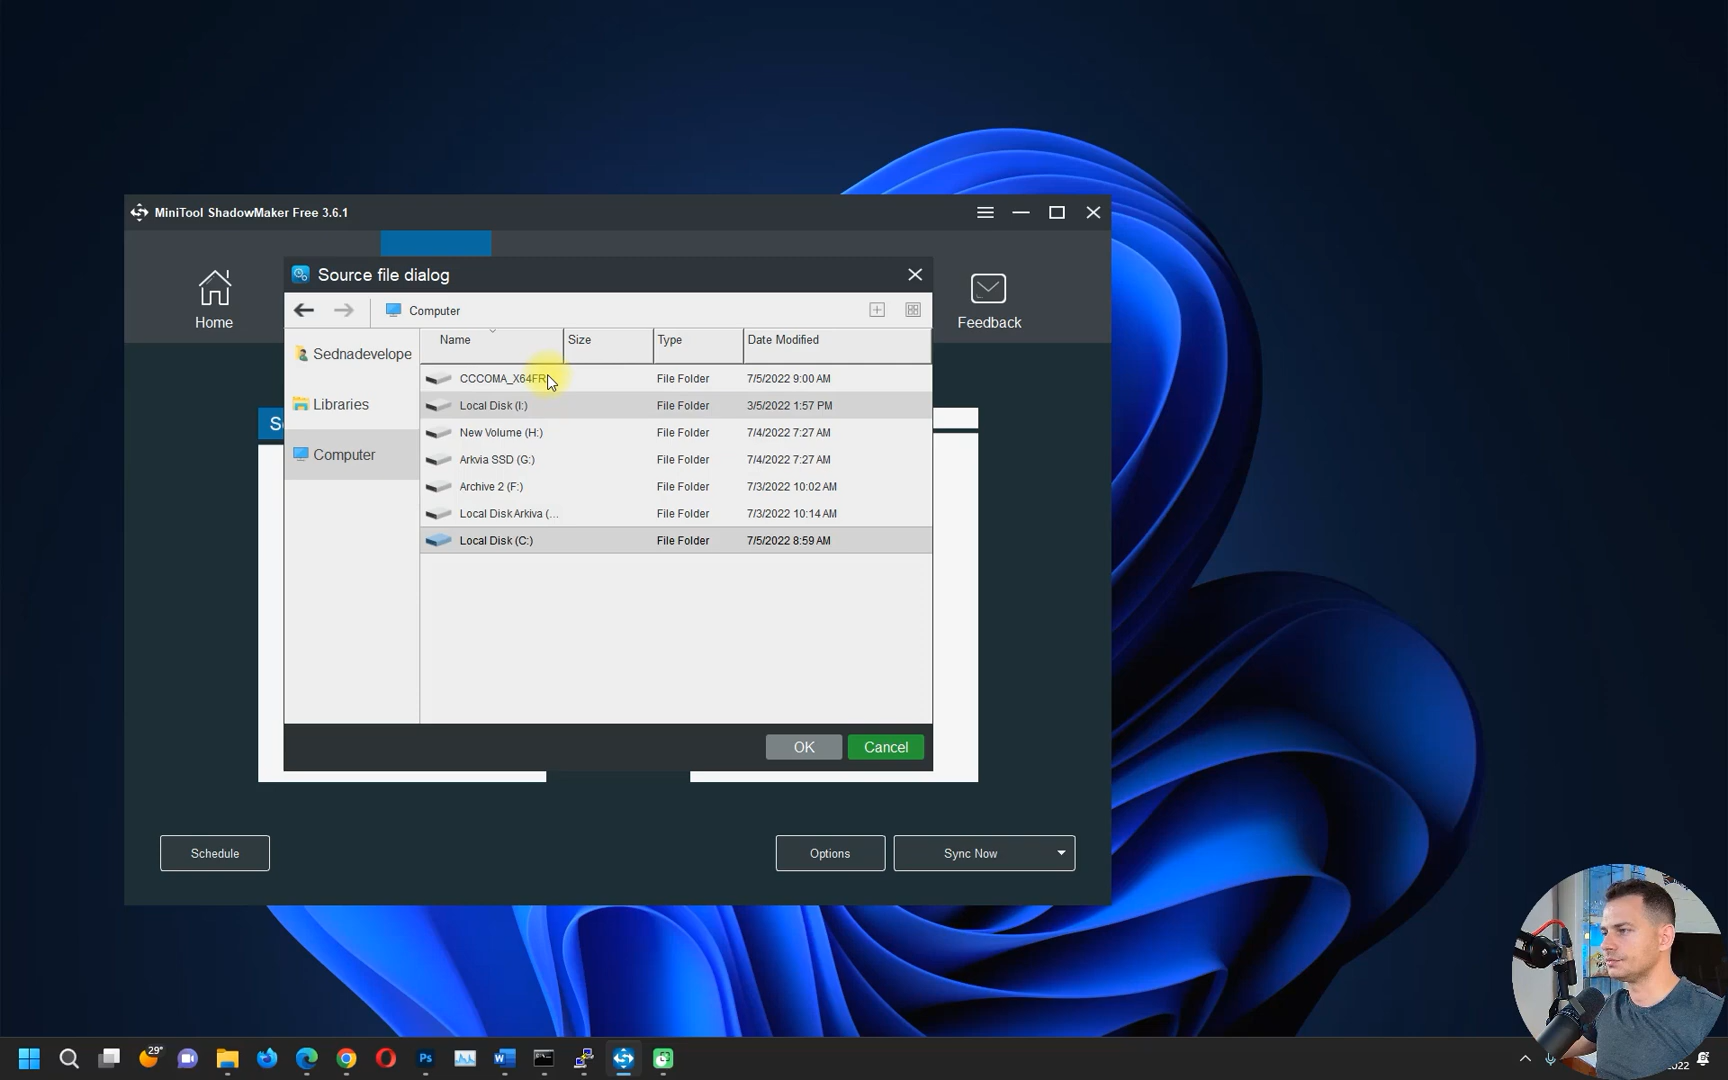 MiniTool ShadowMaker Free 3.6.1
Home
Feedback
Source file dialog
Computer
Sednadevelope
Libraries
Computer
Name Size Type Date Modified
CCCOMA_X64FR File Folder 7/5/2022 9:00 AM
Local Disk (I:) File Folder 3/5/2022 1:57 PM
New Volume (H:) File Folder 7/4/2022 7:27 AM
Arkvia SSD (G:) File Folder 7/4/2022 7:27 AM
Archive 2 (F:) File Folder 7/3/2022 10:02 AM
Local Disk Arkiva (... File Folder 7/3/2022 10:14 AM
Local Disk (C:) File Folder 7/5/2022 8:59 AM
OK Cancel
Schedule Options Sync Now
29°
Ps
2022